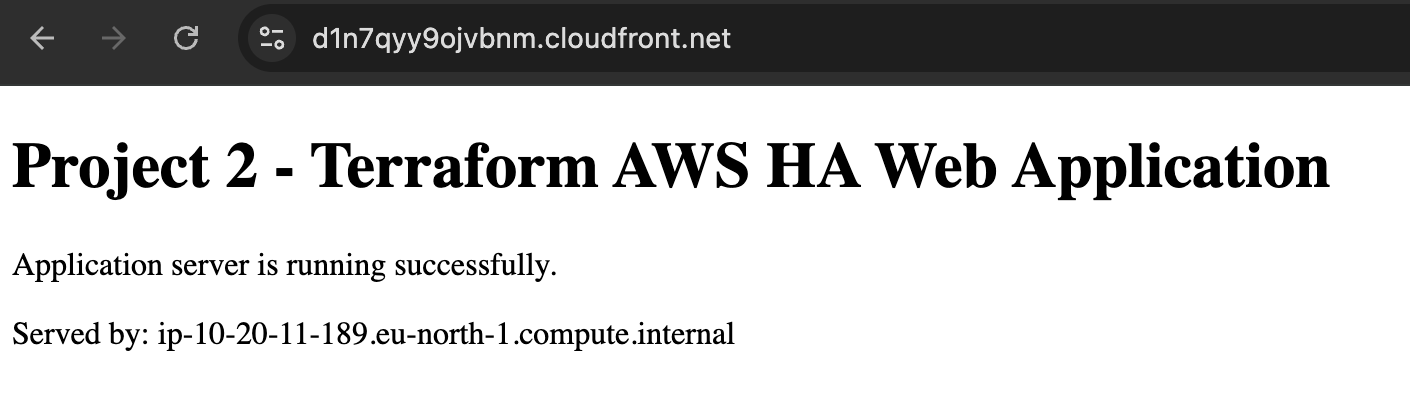 d1n7qyy9ojvbnm.cloudfront.net
Project 2 - Terraform AWS HA Web Application
Application server is running successfully.
Served by: ip-10-20-11-189.eu-north-1.compute.internal